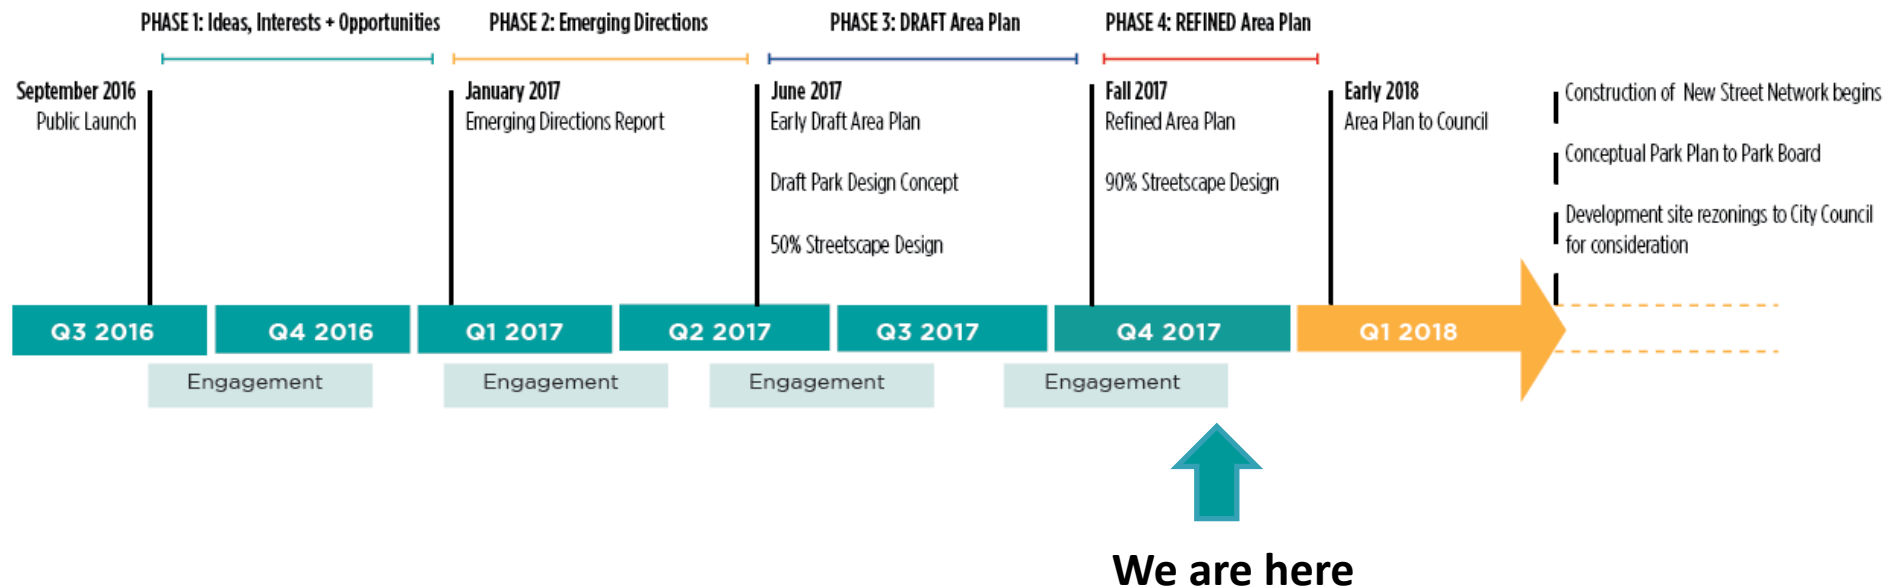 PHASE 1: Ideas, Interests + Opportunities
PHASE 2: Emerging Directions
PHASE 3: DRAFT Area Plan
PHASE 4: REFINED Area Plan
September 2016
Public Launch
January 2017
Emerging Directions Report
June 2017
Early Draft Area Plan
Draft Park Design Concept
50% Streetscape Design
Fall 2017
Refined Area Plan
90% Streetscape Design
Early 2018
Area Plan to Council
Construction of New Street Network begins
Conceptual Park Plan to Park Board
Development site rezonings to City Council
for consideration
Q3 2016
Q4 2016
Q1 2017
Q2 2017
Q3 2017
Q4 2017
Q1 2018
Engagement
Engagement
Engagement
Engagement
We are here